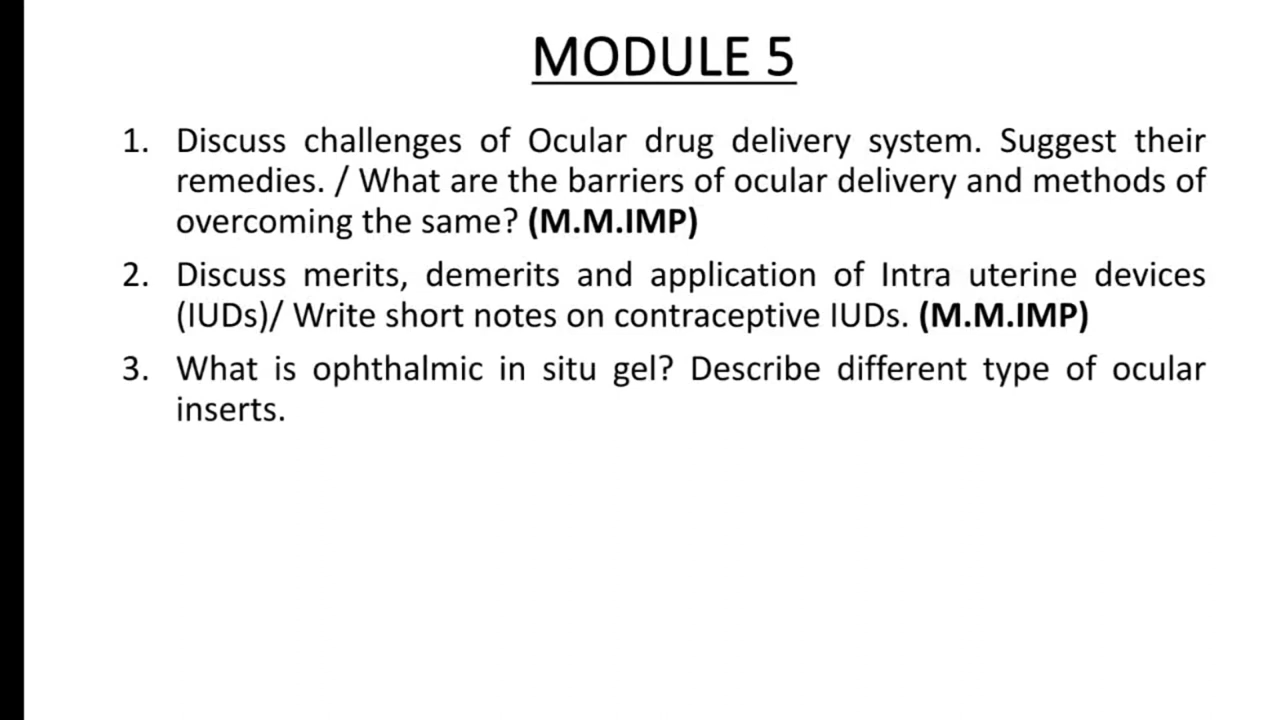 MODULE 5
1. Discuss challenges of Ocular drug delivery system. Suggest their
remedies. / What are the barriers of ocular delivery and methods of
overcoming the same? (M.M.IMP)
2. Discuss merits, demerits and application of Intra uterine devices
(IUDs)/ Write short notes on contraceptive IUDs. (M.M.IMP)
3. What is ophthalmic in situ gel? Describe different type of ocular
inserts.